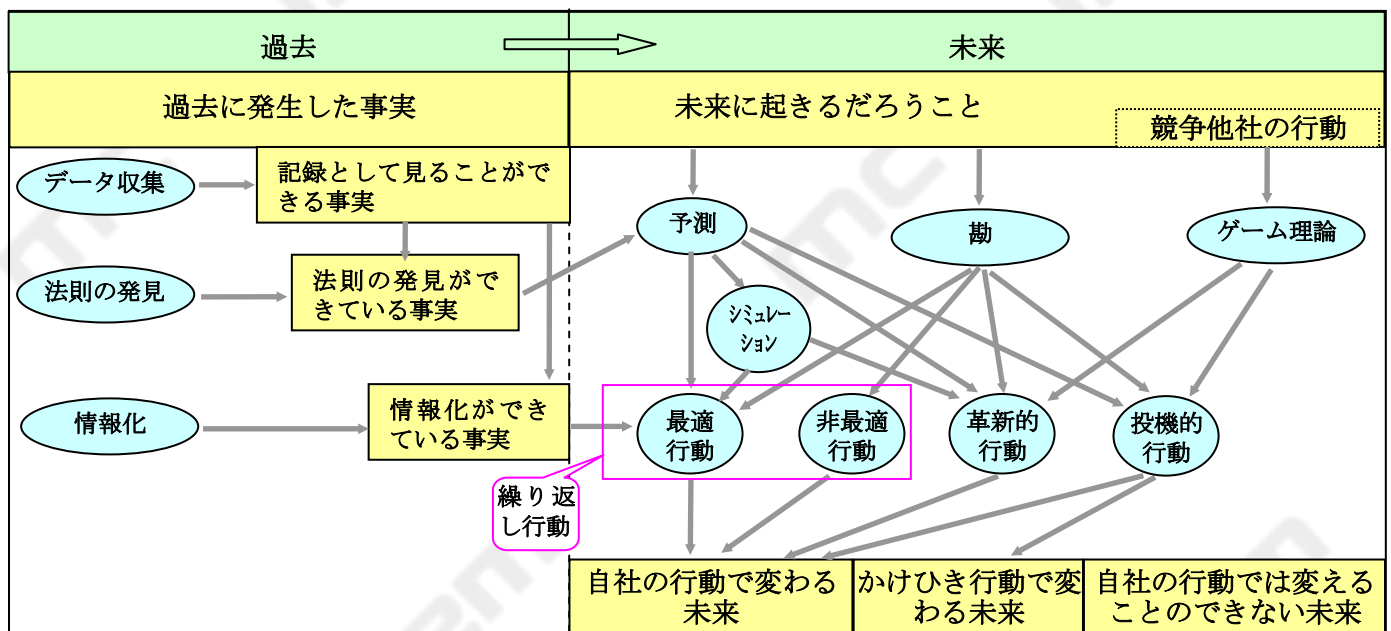 過去
未来
過去に発生した事実
未来に起きるだろうこと
競争他社の行動
データ収集
記録として見ることがで
きる事実
予測
勘
ゲーム理論
法則の発見
法則の発見がで
きている事実
シミュレー
ション
情報化
情報化ができ
ている事実
最適
行動
非最適
行動
革新的
行動
投機的
行動
繰り返
し行動
自社の行動で変わる
未来
かけひき行動で変
わる未来
自社の行動では変える
ことのできない未来